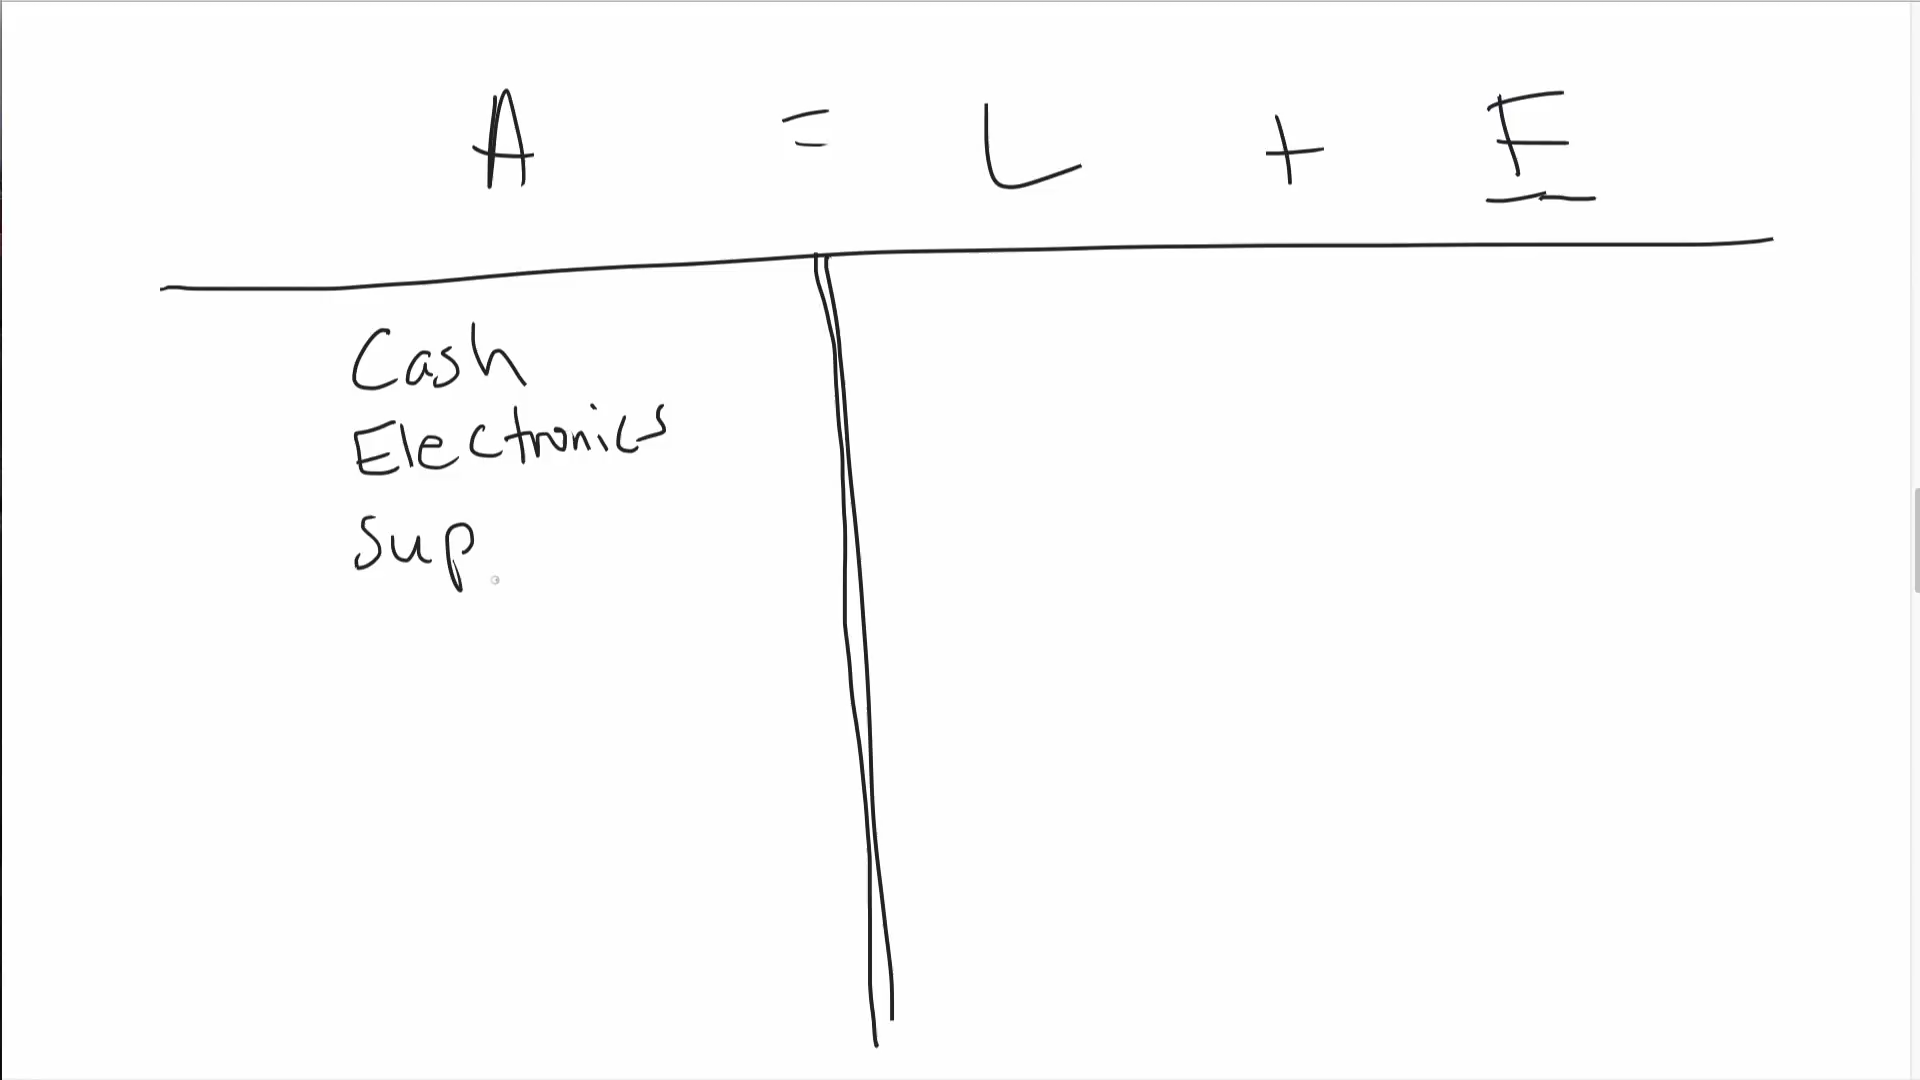 A = L + E
Cash
Electronics
Sup